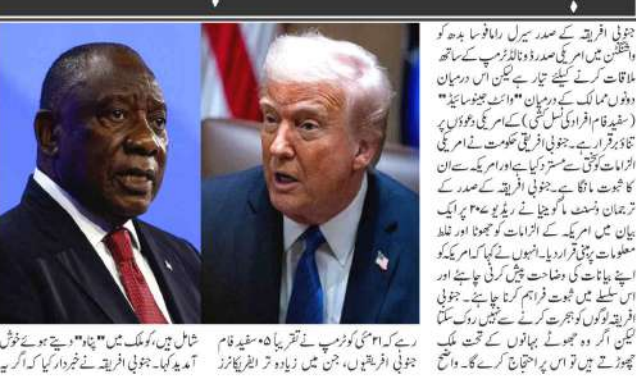 جنوبی افریقہ کے صدر سیرل رامافوسا بدھ کو
واشنگٹن میں امریکی صدر ڈونالڈ ٹرمپ کے ساتھ
ملاقات کرنے کیلئے تیار ہے لیکن اس درمیان
دونوں ممالک کے درمیان "وائٹ جینوسائیڈ"
(سفید فام افراد کی نسل کشی) کے امریکی دعوؤں پر
تناؤ برقرار ہے۔ جنوبی افریقی حکومت نے امریکی
الزامات کو سختی سے مسترد کیا ہے اور امریکہ سے ان
کا ثبوت مانگا ہے۔ جنوبی افریقہ کے صدر کے
ترجمان ونسنٹ ماگوینیا نے ریڈیو ۷۰۲ پر ایک
بیان میں امریکہ کے الزامات کو جھوٹا اور غلط
معلومات پر مبنی قرار دیا۔ انہوں نے کہا کہ امریکہ کو
اپنے بیانات کی وضاحت پیش کرنی چاہئے اور
اس سلسلے میں ثبوت فراہم کرنا چاہئے۔ جنوبی
افریقہ لوگوں کو ہجرت کرنے سے نہیں روک سکتا
لیکن اگر وہ جھوٹے بہانوں کے تحت ملک
چھوڑتے ہیں تو اس پر احتجاج کرے گا۔ واضح
رہے کہ ۱۲ مئی کو ٹرمپ نے تقریباً ۵۰ سفید فام
جنوبی افریقیوں، جن میں زیادہ تر ایفریکانرز
شامل ہیں، کو ملک میں "پناہ" دیتے ہوئے خوش
آمدید کہا۔ جنوبی افریقہ نے خبردار کیا کہ اگر یہ